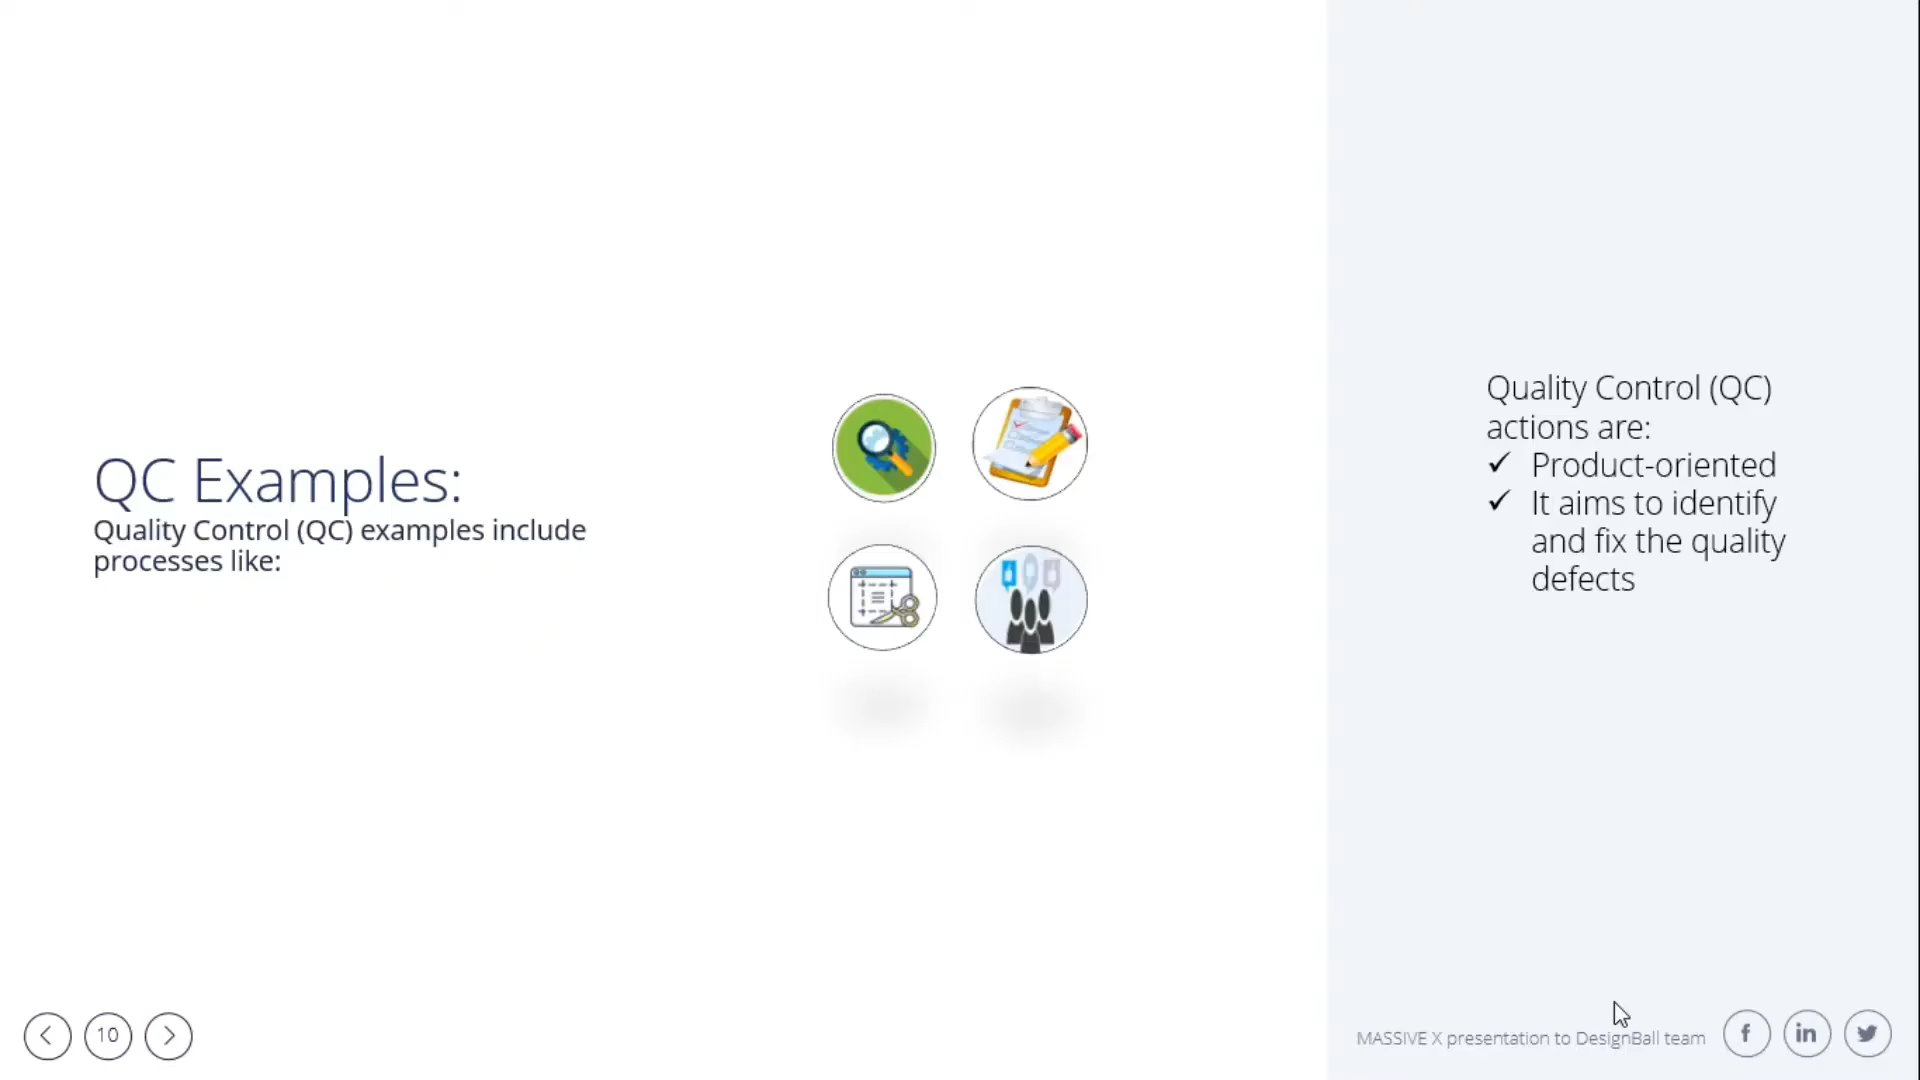 QC Examples:
Quality Control (QC) examples include
processes like:
Quality Control (QC)
actions are:
✓ Product-oriented
✓ It aims to identify
and fix the quality
defects
10
MASSIVE X presentation to DesignBall team
f
in